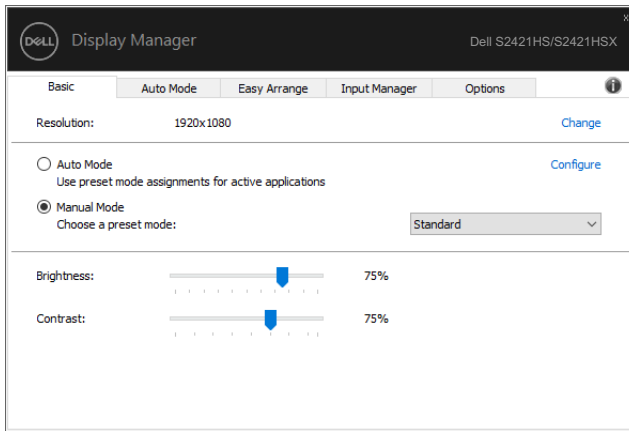 DELL
Display Manager
Dell S2421HS/S2421HSX
x
Basic
Auto Mode
Easy Arrange
Input Manager
Options
i
Resolution:
1920x1080
Change
Auto Mode
Configure
Use preset mode assignments for active applications
Manual Mode
Choose a preset mode:
Standard
Brightness:
75%
Contrast:
75%